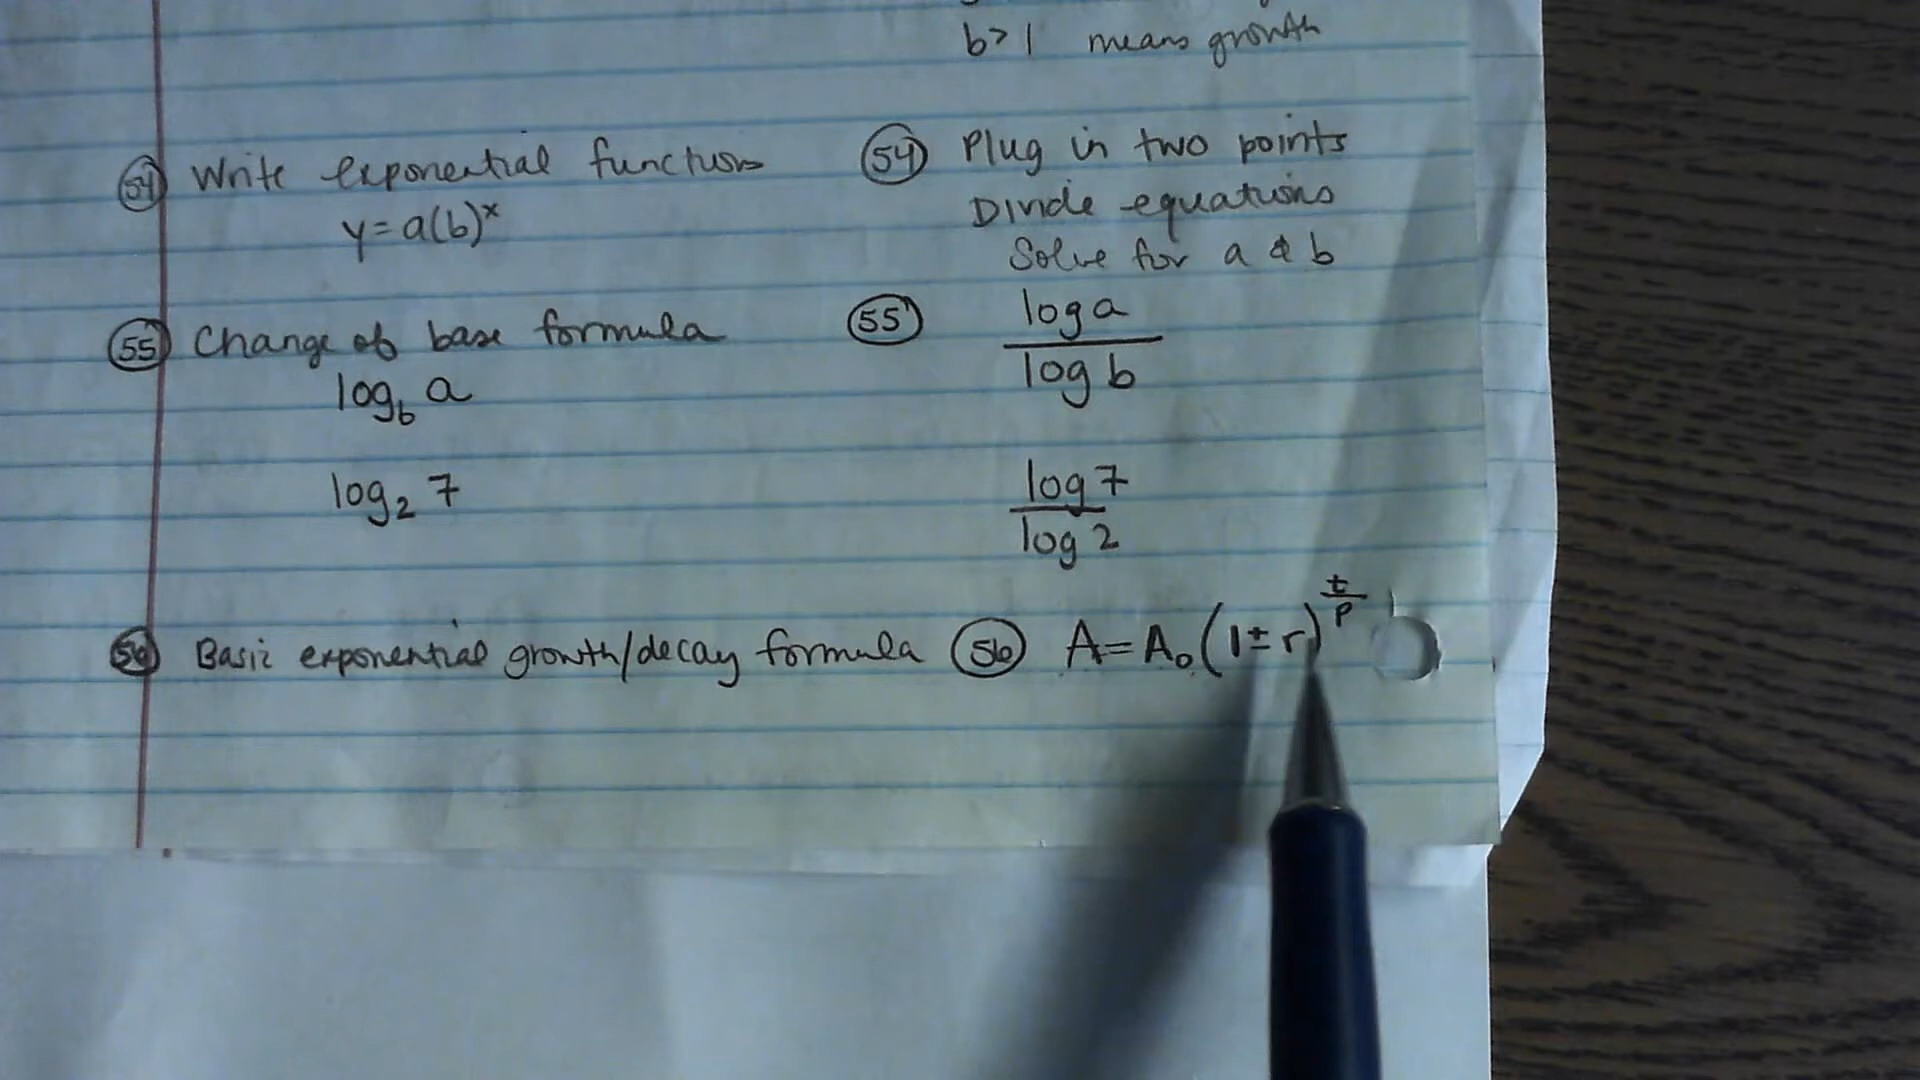 b > 1 means growth
54 Write exponential function
y = a(b)^x
54 Plug in two points
Divide equations
Solve for a & b
55 Change of base formula
log_b a
log_2 7
55 log a / log b
log 7 / log 2
56 Basic exponential growth/decay formula
56 A = A_0 (1 ± r)^(t/p)